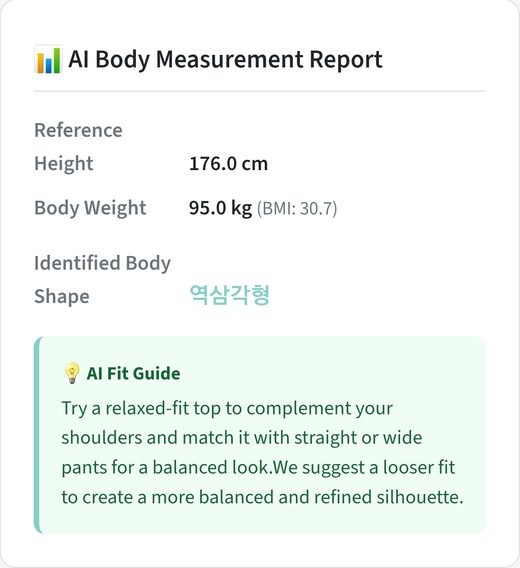 AI Body Measurement Report
Reference
Height 176.0 cm
Body Weight 95.0 kg (BMI: 30.7)
Identified Body
Shape 역삼각형
AI Fit Guide
Try a relaxed-fit top to complement your
shoulders and match it with straight or wide
pants for a balanced look.We suggest a looser fit
to create a more balanced and refined silhouette.